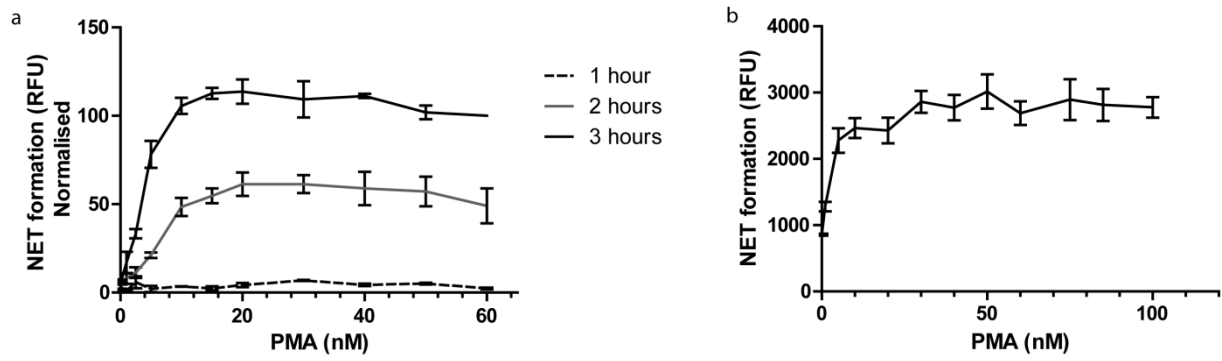 a
NET formation (RFU)
Normalised
150
100
50
0
0
20
40
60
PMA (nM)
1 hour
2 hours
3 hours
b
NET formation (RFU)
4000
3000
2000
1000
0
0
50
100
PMA (nM)